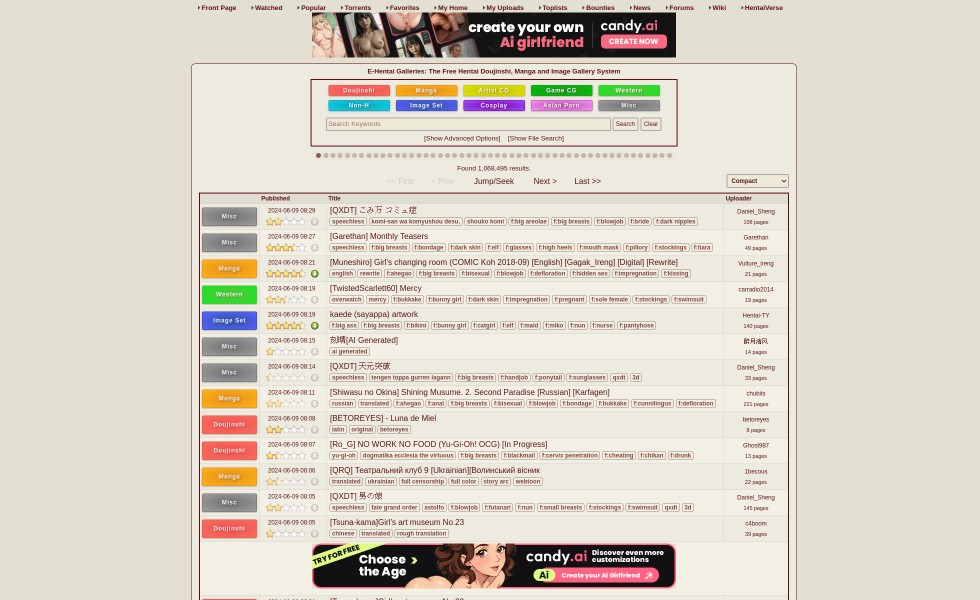 Front Page Watched Popular Torrents Favorites My Home My Uploads Toplists Bounties News Forums Wiki HentaiVerse
create your own
Ai girlfriend
candy.ai
CREATE NOW
E-Hentai Galleries: The Free Hentai Doujinshi, Manga and Image Gallery System
Doujinshi Manga Artist CG Game CG Western
Non-H Image Set Cosplay Asian Porn Misc
Search Keywords Search Clear
[Show Advanced Options] [Show File Search]
Found 1,068,495 results.
<< First < Prev Jump/Seek Next > Last >> Compact
Published Title Uploader
Misc 2024-06-09 08:29 [QXDT] こみ万 コミュ症 Daniel_Sheng
speechless komi-san wa komyushou desu. shouko komi f:big areolae f:big breasts f:blowjob f:bride f:dark nipples 108 pages
Misc 2024-06-09 08:27 [Garethan] Monthly Teasers Garethan
speechless f:big breasts f:bondage f:dark skin f:elf f:glasses f:high heels f:mouth mask f:pillory f:stockings f:tiara 49 pages
Manga 2024-06-09 08:21 [Muneshiro] Girl's changing room (COMIC Koh 2018-09) [English] [Gagak_Ireng] [Digital] [Rewrite] Vulture_Ireng
english rewrite f:ahegao f:big breasts f:bisexual f:blowjob f:defloration f:hidden sex f:impregnation f:kissing 21 pages
Western 2024-06-09 08:19 [TwistedScarlett60] Mercy carradio2014
overwatch mercy f:bukkake f:bunny girl f:dark skin f:impregnation f:pregnant f:sole female f:stockings f:swimsuit 19 pages
Image Set 2024-06-09 08:19 kaede (sayappa) artwork Hentai-TY
f:big ass f:big breasts f:bikini f:bunny girl f:catgirl f:elf f:maid f:miko f:nun f:nurse f:pantyhose 140 pages
Misc 2024-06-09 08:15 刻晴[AI Generated] 醉月清风
ai generated 14 pages
Misc 2024-06-09 08:14 [QXDT] 天元突破 Daniel_Sheng
speechless tengen toppa gurren lagann f:big breasts f:handjob f:ponytail f:sunglasses qxdt 3d 33 pages
Manga 2024-06-09 08:11 [Shiwasu no Okina] Shining Musume. 2. Second Paradise [Russian] [Karfagen] chubits
russian translated f:ahegao f:anal f:big breasts f:bisexual f:blowjob f:bondage f:bukkake f:cunnilingus f:defloration 221 pages
Doujinshi 2024-06-09 08:08 [BETOREYES] - Luna de Miel betoreyes
latin original betoreyes 8 pages
Doujinshi 2024-06-09 08:07 [Ro_G] NO WORK NO FOOD (Yu-Gi-Oh! OCG) [In Progress] Ghost987
yu-gi-oh dogmatika ecclesia the virtuous f:big breasts f:blackmail f:cervix penetration f:cheating f:chikan f:drunk 13 pages
Manga 2024-06-09 08:06 [QRQ] Театральний клуб 9 [Ukrainian][Волинський вісник 1becous
translated ukrainian full censorship full color story arc webtoon 22 pages
Misc 2024-06-09 08:05 [QXDT] 男の娘 Daniel_Sheng
speechless fate grand order astolfo f:blowjob f:futanari f:nun f:small breasts f:stockings f:swimsuit qxdt 3d 145 pages
Doujinshi 2024-06-09 08:05 [Tsuna-kama]Girl's art museum No.23 c4boom
chinese translated rough translation 39 pages
TRY FOR FREE
Choose
the Age
candy.ai
Discover even more
customizations
Ai Create your Ai Girlfriend